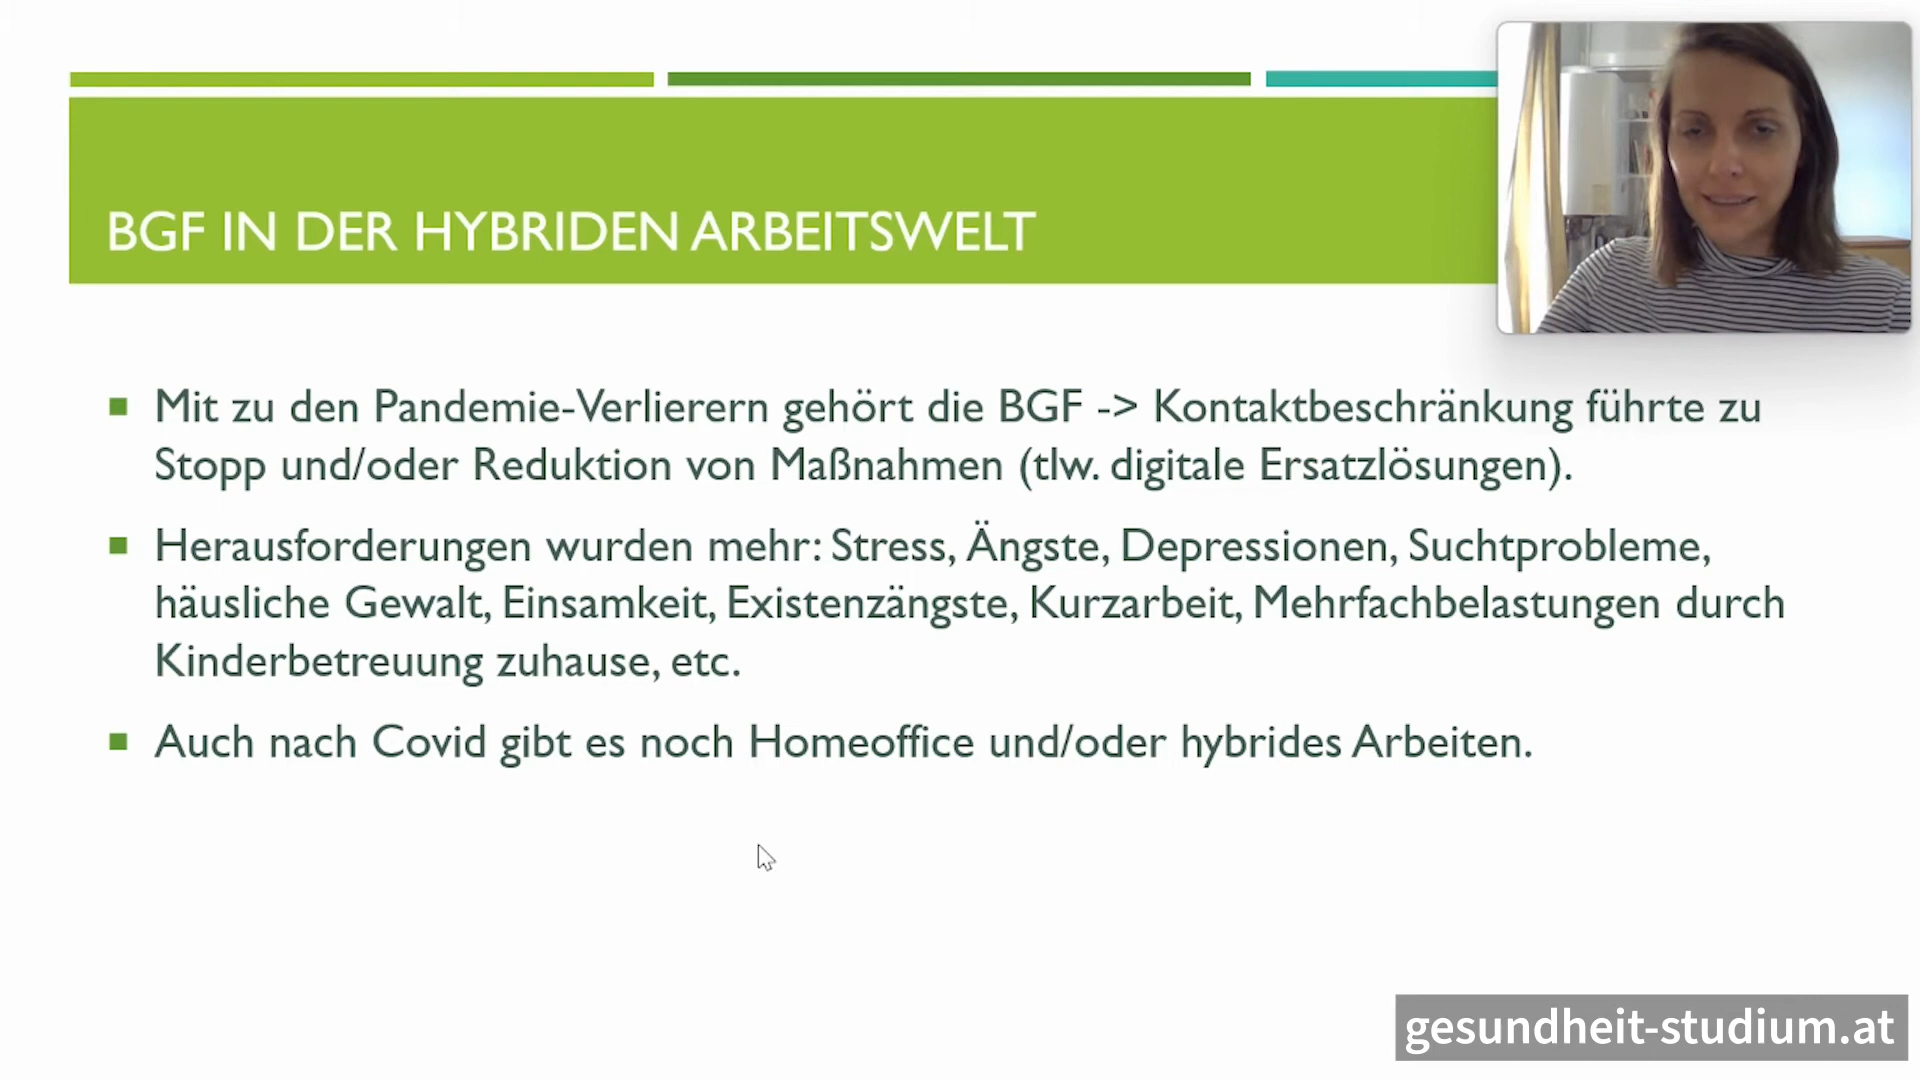 BGF IN DER HYBRIDEN ARBEITSWELT
Mit zu den Pandemie-Verlierern gehört die BGF -> Kontaktbeschränkung führte zu
Stopp und/oder Reduktion von Maßnahmen (tlw. digitale Ersatzlösungen).
Herausforderungen wurden mehr: Stress, Ängste, Depressionen, Suchtprobleme,
häusliche Gewalt, Einsamkeit, Existenzängste, Kurzarbeit, Mehrfachbelastungen durch
Kinderbetreuung zuhause, etc.
Auch nach Covid gibt es noch Homeoffice und/oder hybrides Arbeiten.
gesundheit-studium.at